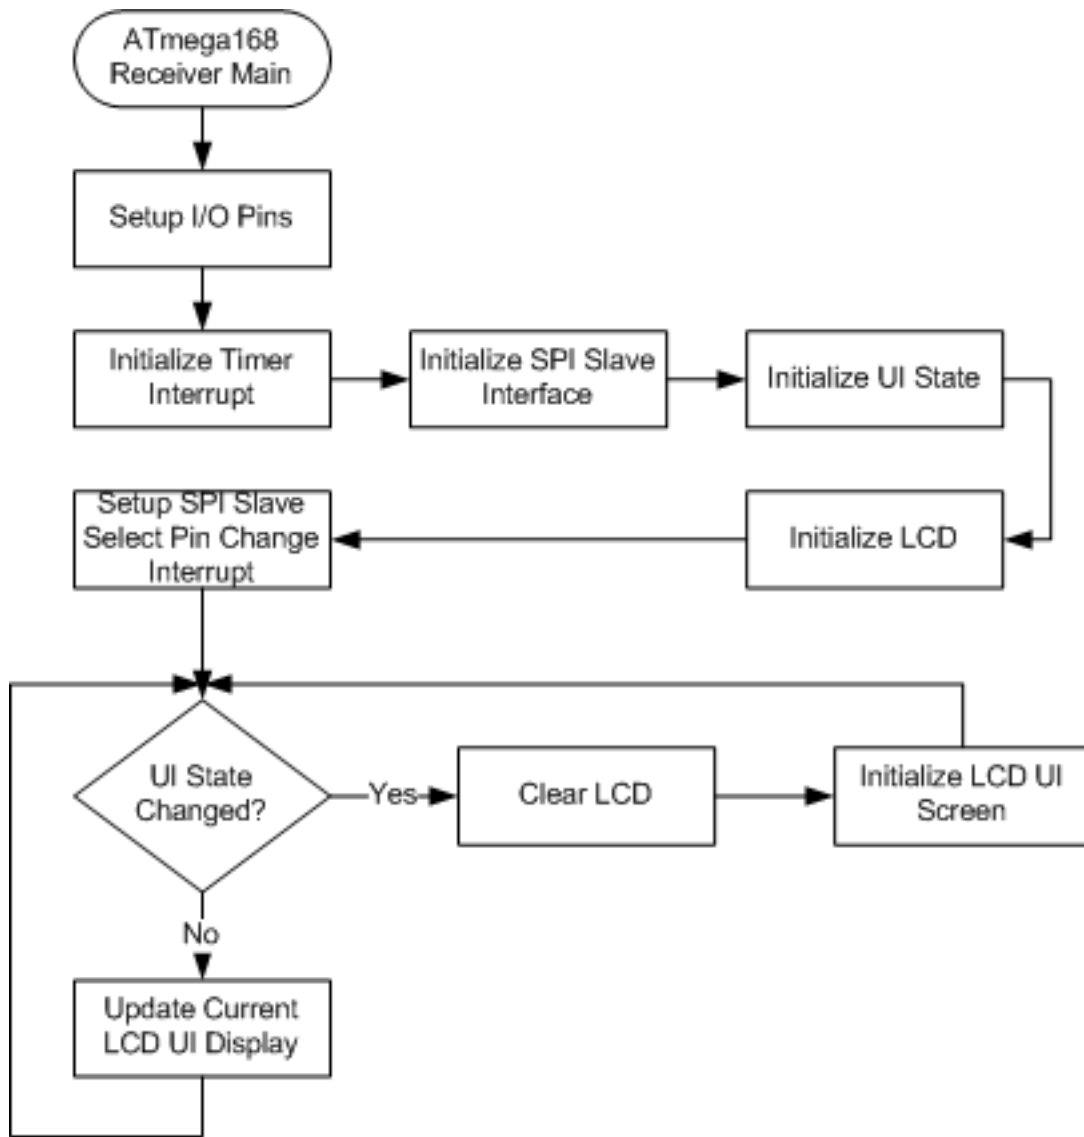 ATmega168
Receiver Main
Setup I/O Pins
Initialize Timer
Interrupt
Initialize SPI Slave
Interface
Initialize UI State
Setup SPI Slave
Select Pin Change
Interrupt
Initialize LCD
UI State
Changed?
Yes
Clear LCD
Initialize LCD UI
Screen
No
Update Current
LCD UI Display